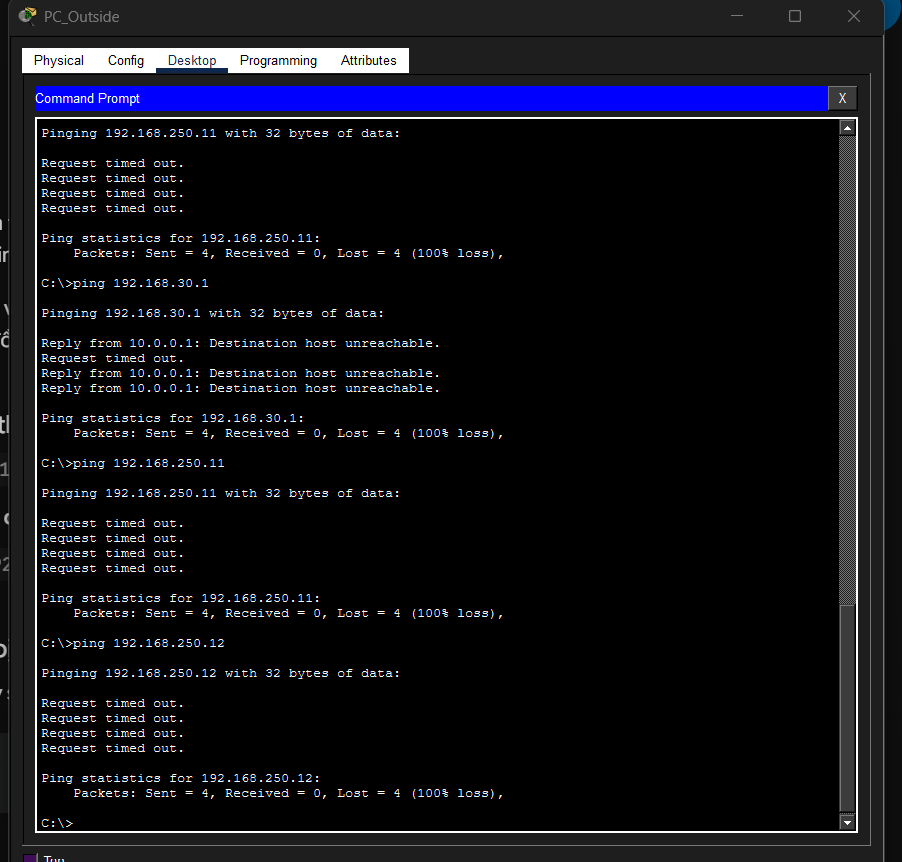 PC_Outside
Physical Config Desktop Programming Attributes
Command Prompt
X
Pinging 192.168.250.11 with 32 bytes of data:
Request timed out.
Request timed out.
Request timed out.
Request timed out.
Ping statistics for 192.168.250.11:
Packets: Sent = 4, Received = 0, Lost = 4 (100% loss),
C:\>ping 192.168.30.1
Pinging 192.168.30.1 with 32 bytes of data:
Reply from 10.0.0.1: Destination host unreachable.
Request timed out.
Reply from 10.0.0.1: Destination host unreachable.
Reply from 10.0.0.1: Destination host unreachable.
Ping statistics for 192.168.30.1:
Packets: Sent = 4, Received = 0, Lost = 4 (100% loss),
C:\>ping 192.168.250.11
Pinging 192.168.250.11 with 32 bytes of data:
Request timed out.
Request timed out.
Request timed out.
Request timed out.
Ping statistics for 192.168.250.11:
Packets: Sent = 4, Received = 0, Lost = 4 (100% loss),
C:\>ping 192.168.250.12
Pinging 192.168.250.12 with 32 bytes of data:
Request timed out.
Request timed out.
Request timed out.
Request timed out.
Ping statistics for 192.168.250.12:
Packets: Sent = 4, Received = 0, Lost = 4 (100% loss),
C:\>